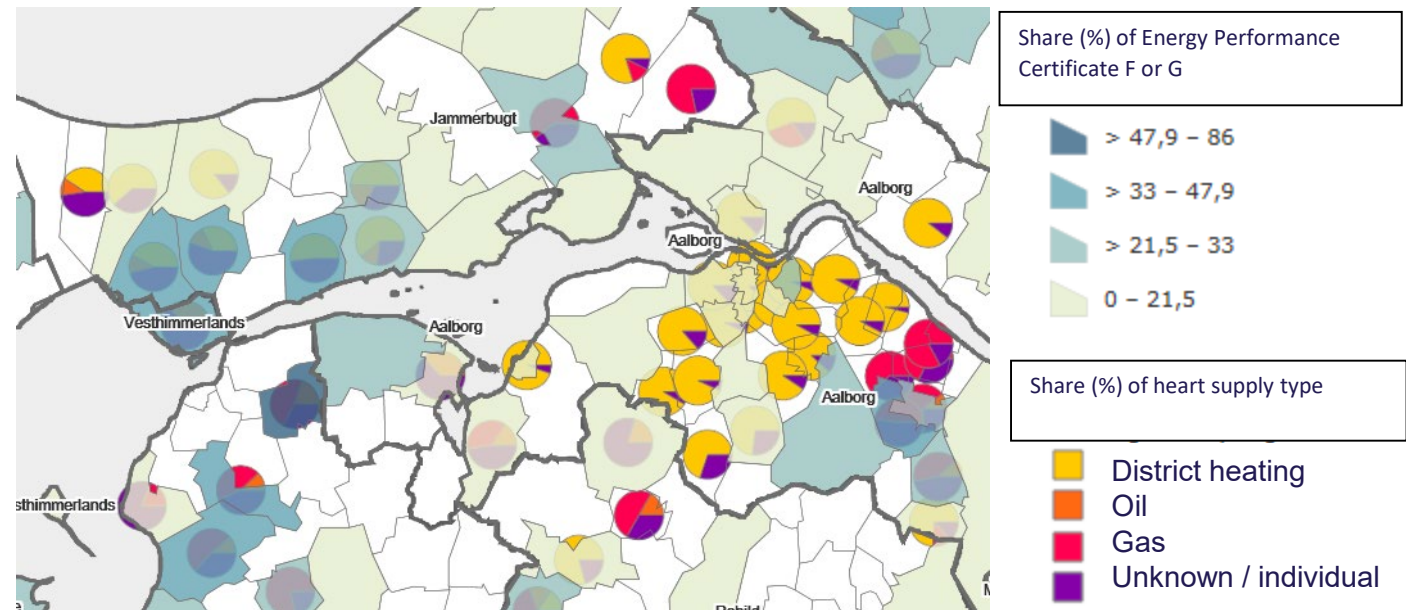 Jammerbugt
Aalborg
Aalborg
Vesthimmerlands
Aalborg
Aalborg
sthimmerlands
Share (%) of Energy Performance
Certificate F or G
> 47,9 – 86
> 33 – 47,9
> 21,5 – 33
0 – 21,5
Share (%) of heart supply type
District heating
Oil
Gas
Unknown / individual